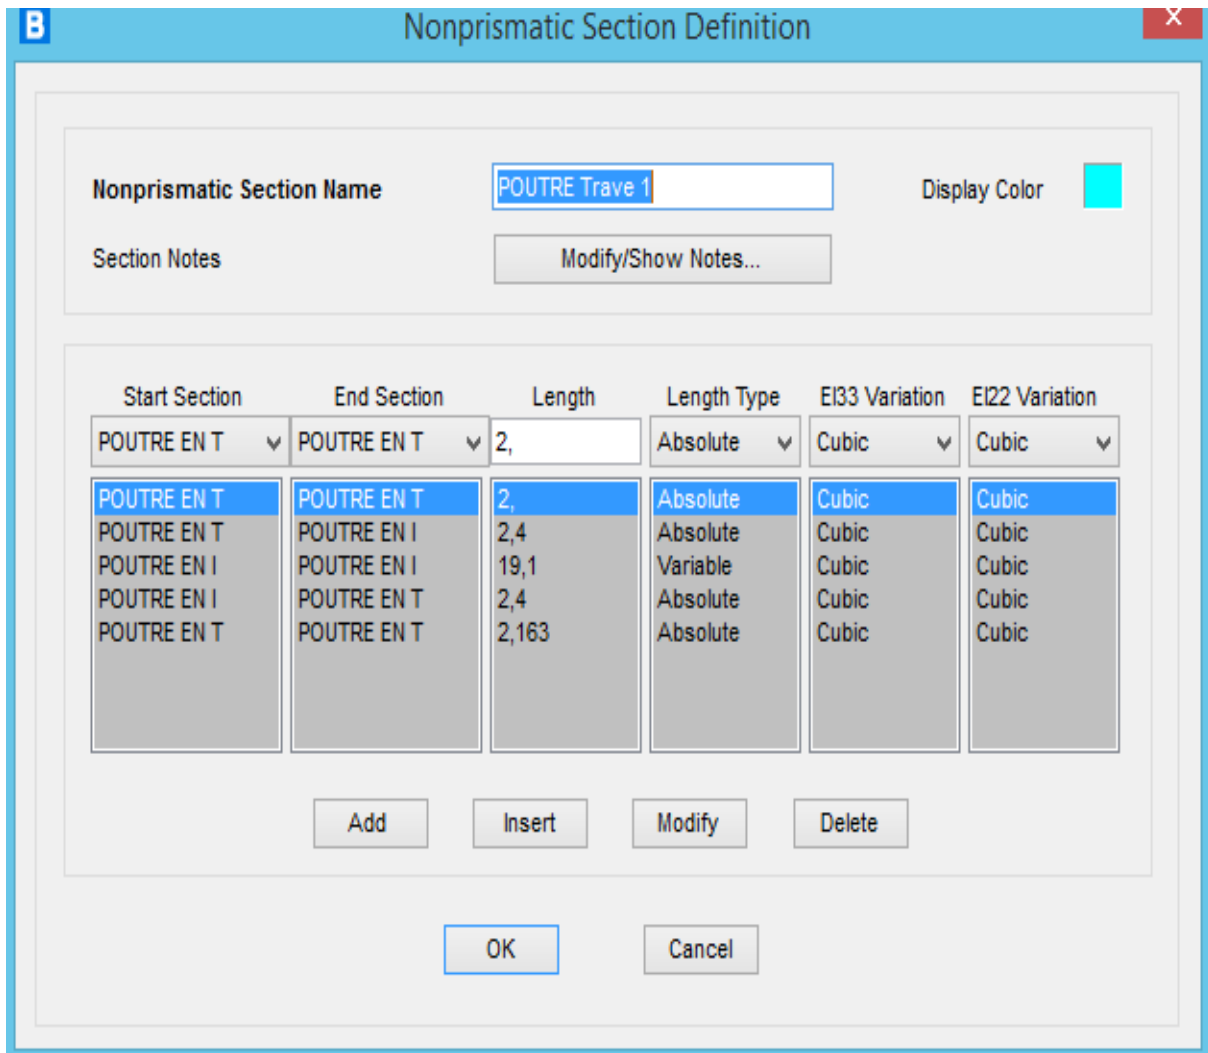 B Nonprismatic Section Definition X
Nonprismatic Section Name POUTRE Trave 1 Display Color
Section Notes Modify/Show Notes...
Start Section End Section Length Length Type EI33 Variation EI22 Variation
POUTRE EN T POUTRE EN T 2, Absolute Cubic Cubic
POUTRE EN T POUTRE EN T 2, Absolute Cubic Cubic
POUTRE EN T POUTRE EN I 2,4 Absolute Cubic Cubic
POUTRE EN I POUTRE EN I 19,1 Variable Cubic Cubic
POUTRE EN I POUTRE EN T 2,4 Absolute Cubic Cubic
POUTRE EN T POUTRE EN T 2,163 Absolute Cubic Cubic
Add Insert Modify Delete
OK Cancel